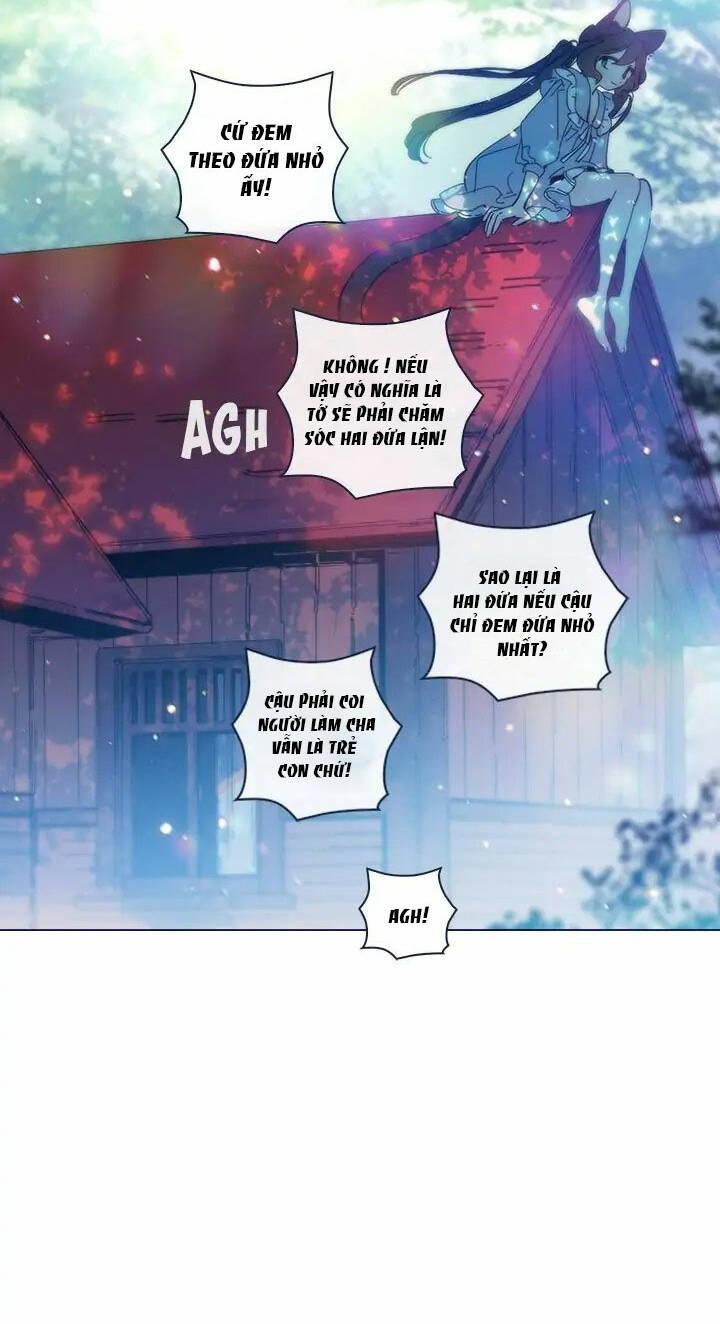 CỨ ĐEM
THEO ĐỨA NHỎ
ẤY!
KHÔNG ! NẾU
VẬY CÓ NGHĨA LÀ
TỚ SẼ PHẢI CHĂM
SÓC HAI ĐỨA LẬN!
AGH
SAO LẠI LÀ
HAI ĐỨA NẾU CẬU
CHỈ ĐEM ĐỨA NHỎ
NHẤT?
CẬU PHẢI COI
NGƯỜI LÀM CHA
VẪN LÀ TRẺ
CON CHỨ!
AGH!